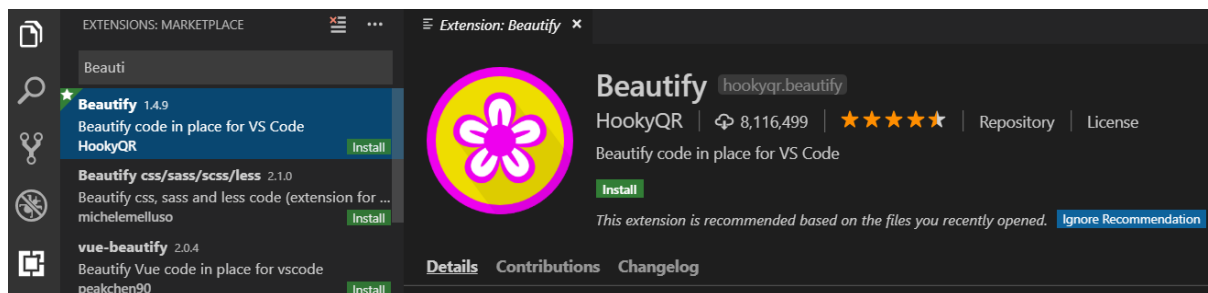 EXTENSIONS: MARKETPLACE
Beauti
Beautify 1.4.9
Beautify code in place for VS Code
HookyQR Install
Beautify css/sass/scss/less 2.1.0
Beautify css, sass and less code (extension for ...
michelemelluso Install
vue-beautify 2.0.4
Beautify Vue code in place for vscode
peakchen90 Install
Extension: Beautify
Beautify hookyqr.beautify
HookyQR 8,116,499 Repository License
Beautify code in place for VS Code
Install
This extension is recommended based on the files you recently opened. Ignore Recommendation
Details Contributions Changelog